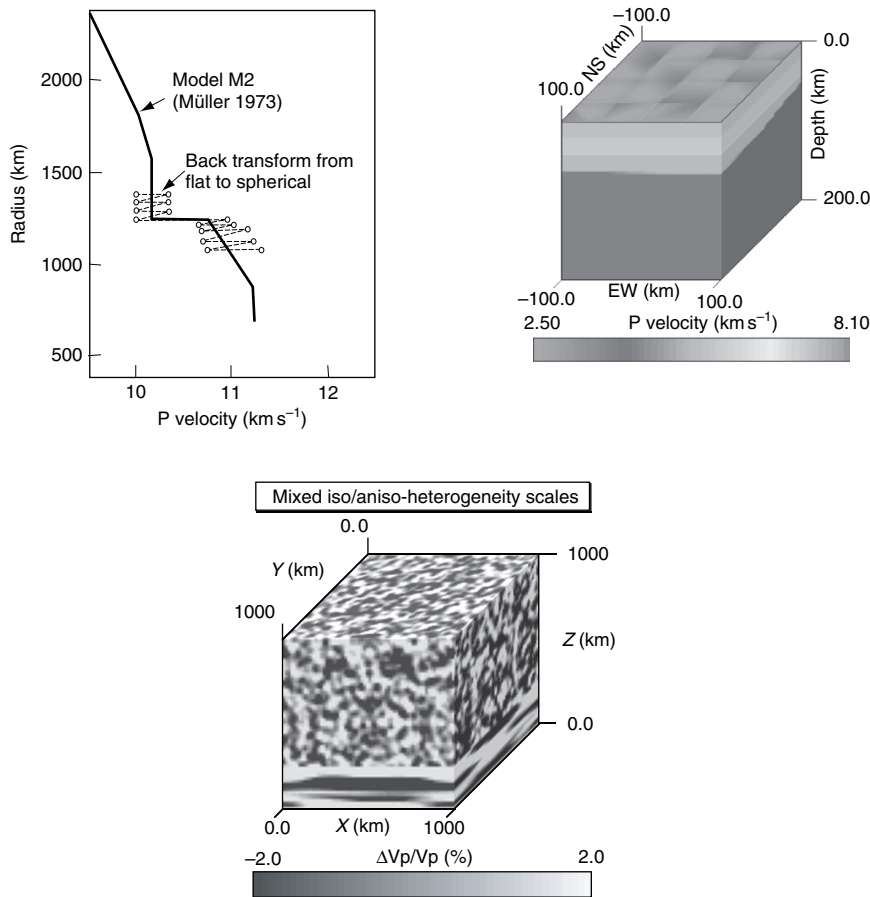 2000
1500
1000
500
Radius (km)
Model M2
(Müller 1973)
Back transform from
flat to spherical
10
11
12
P velocity (km s−1)
−100.0
NS (km)
100.0
0.0
Depth (km)
200.0
−100.0
EW (km)
100.0
2.50
P velocity (km s−1)
8.10
Mixed iso/aniso-heterogeneity scales
0.0
Y (km)
1000
1000
Z (km)
0.0
0.0
X (km)
1000
−2.0
ΔVp/Vp (%)
2.0